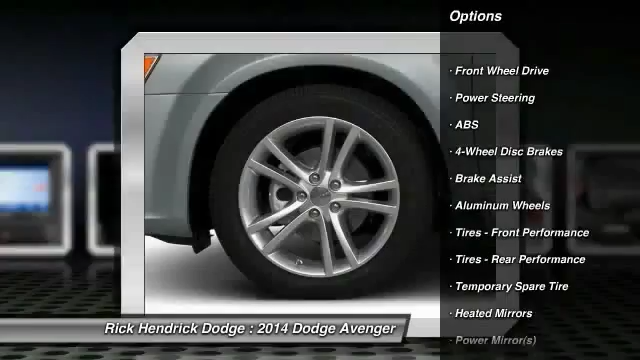 Options
· Front Wheel Drive
· Power Steering
· ABS
· 4-Wheel Disc Brakes
· Brake Assist
· Aluminum Wheels
· Tires - Front Performance
· Tires - Rear Performance
· Temporary Spare Tire
· Heated Mirrors
· Power Mirror(s)
Rick Hendrick Dodge : 2014 Dodge Avenger